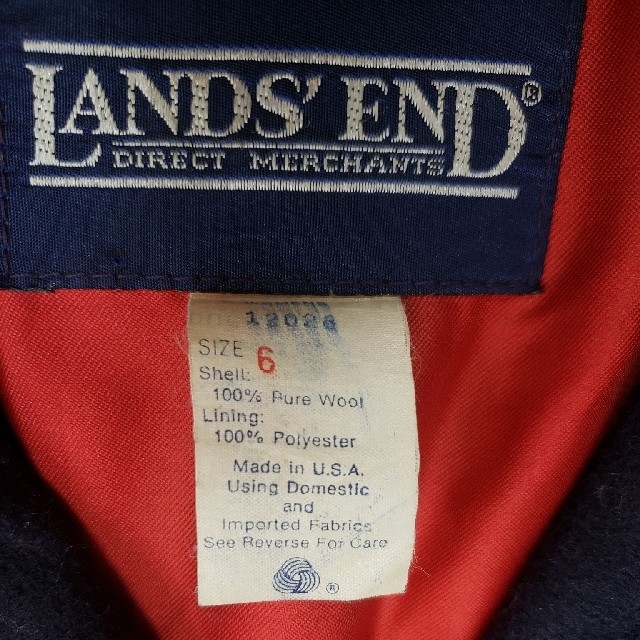 LANDS' END®
DIRECT MERCHANTS
12026
SIZE 6
Shell:
100% Pure Wool
Lining:
100% Polyester
Made in U.S.A.
Using Domestic
and
Imported Fabrics
See Reverse For Care
®